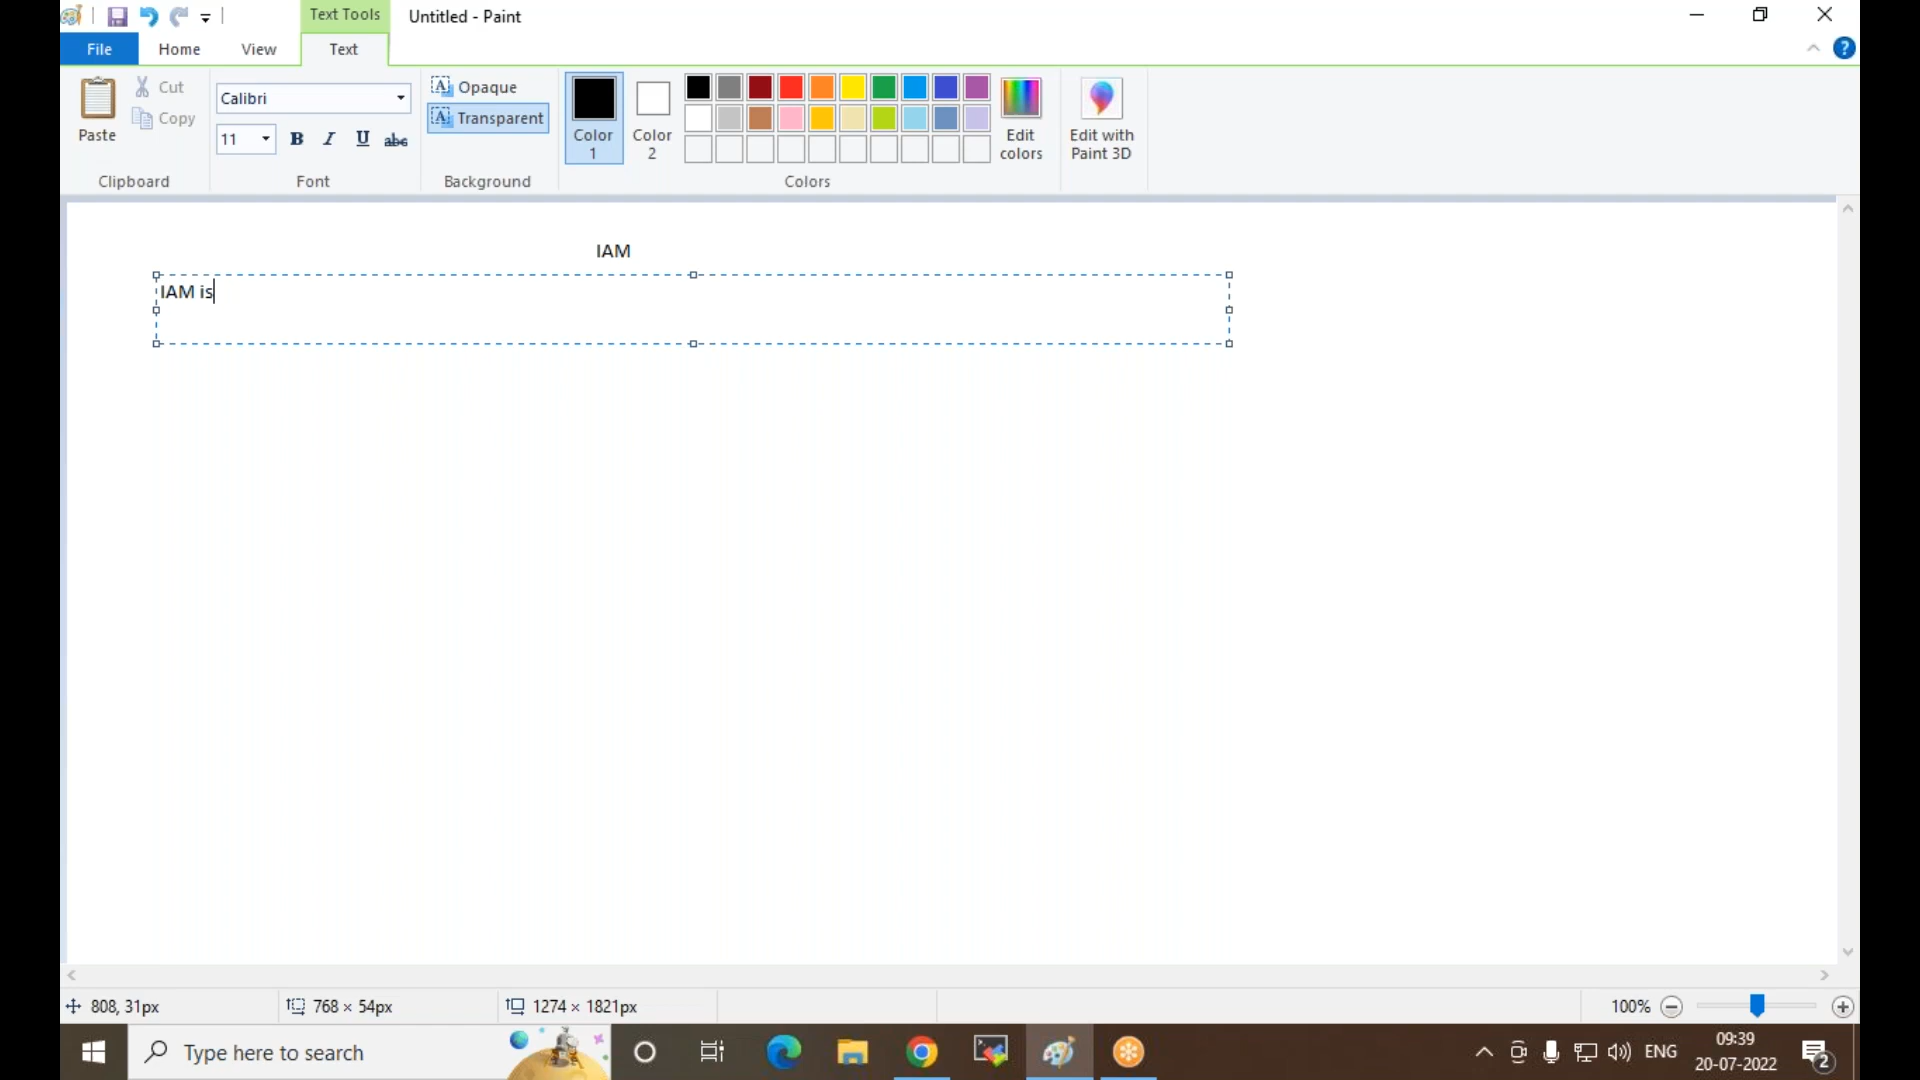 Text Tools
Untitled - Paint
File
Home
View
Text
Paste
Cut
Copy
Clipboard
Calibri
11
B I U abc
Font
Opaque
Transparent
Background
Color 1
Color 2
Edit colors
Colors
Edit with Paint 3D
IAM
IAM is
808, 31px
768 × 54px
1274 × 1821px
100%
Type here to search
ENG
09:39
20-07-2022
2